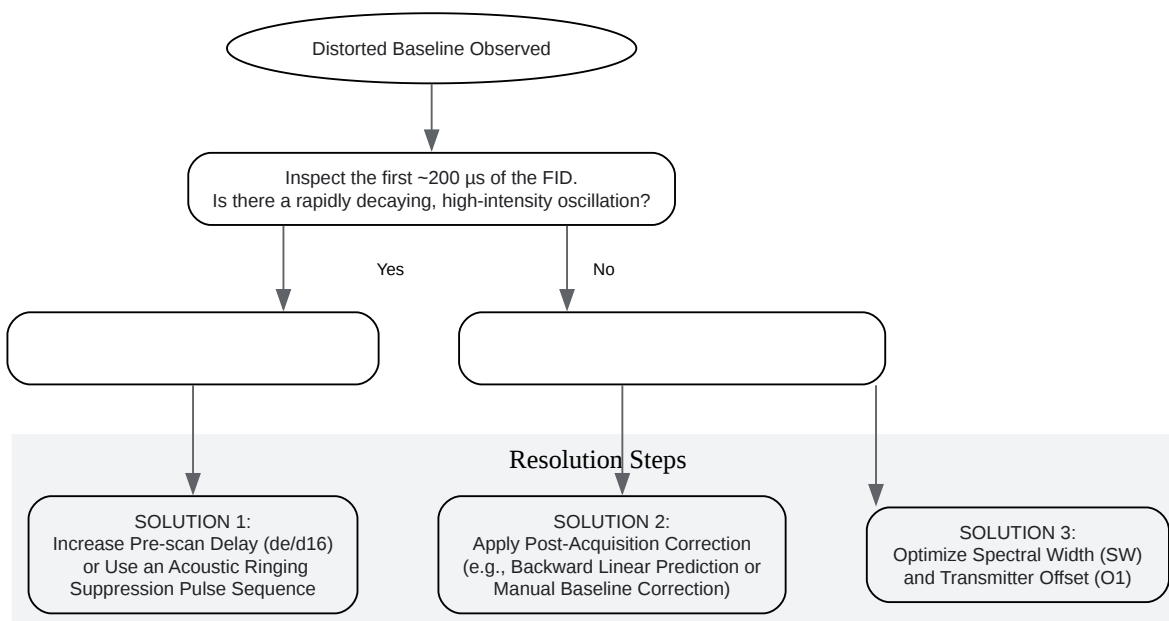 Distorted Baseline Observed
Inspect the first ~200 µs of the FID.
Is there a rapidly decaying, high-intensity oscillation?
Yes
No
Resolution Steps
SOLUTION 1:
Increase Pre-scan Delay (de/d16)
or Use an Acoustic Ringing
Suppression Pulse Sequence
SOLUTION 2:
Apply Post-Acquisition Correction
(e.g., Backward Linear Prediction or
Manual Baseline Correction)
SOLUTION 3:
Optimize Spectral Width (SW)
and Transmitter Offset (O1)